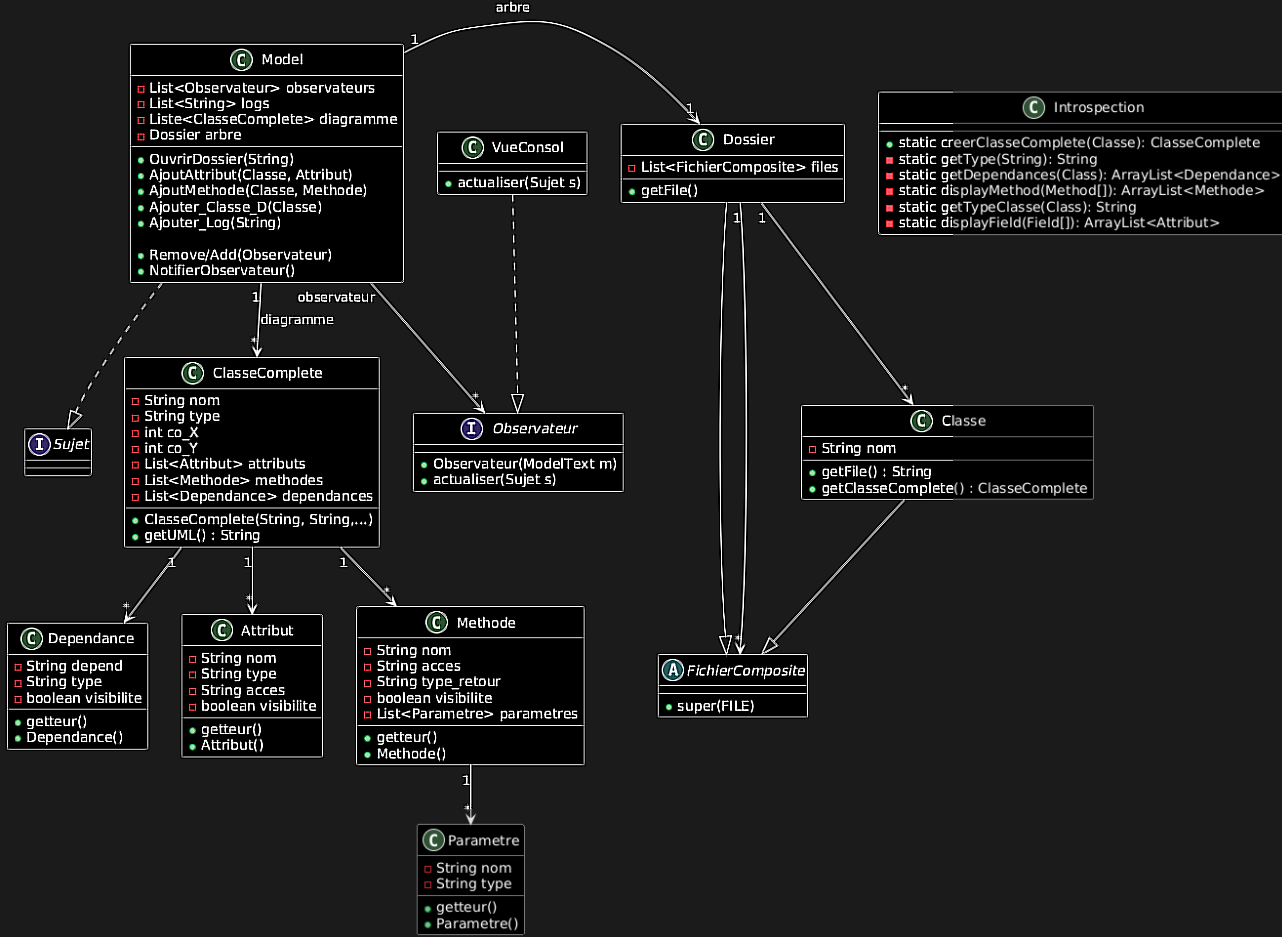 arbre
1
1
C Model
List<Observateur> observateurs
List<String> logs
Liste<ClasseComplete> diagramme
Dossier arbre
OuvrirDossier(String)
AjoutAttribut(Classe, Attribut)
AjoutMethode(Classe, Methode)
Ajouter_Classe_D(Classe)
Ajouter_Log(String)
Remove/Add(Observateur)
NotifierObservateur()
C VueConsol
actualiser(Sujet s)
C Dossier
List<FichierComposite> files
getFile()
C Introspection
static creerClasseComplete(Classe): ClasseComplete
static getType(String): String
static getDependances(Class): ArrayList<Dependance>
static displayMethod(Method[]): ArrayList<Methode>
static getTypeClasse(Class): String
static displayField(Field[]): ArrayList<Attribut>
1
observateur
diagramme
*
*
1
1
*
C ClasseComplete
String nom
String type
int co_X
int co_Y
List<Attribut> attributs
List<Methode> methodes
List<Dependance> dependances
ClasseComplete(String, String,...)
getUML() : String
I Sujet
I Observateur
Observateur(ModelText m)
actualiser(Sujet s)
C Classe
String nom
getFile() : String
getClasseComplete() : ClasseComplete
1
1
1
*
*
*
*
C Dependance
String depend
String type
boolean visibilite
getteur()
Dependance()
C Attribut
String nom
String type
String acces
boolean visibilite
getteur()
Attribut()
C Methode
String nom
String acces
String type_retour
boolean visibilite
List<Parametre> parametres
getteur()
Methode()
A FichierComposite
super(FILE)
1
*
C Parametre
String nom
String type
getteur()
Parametre()